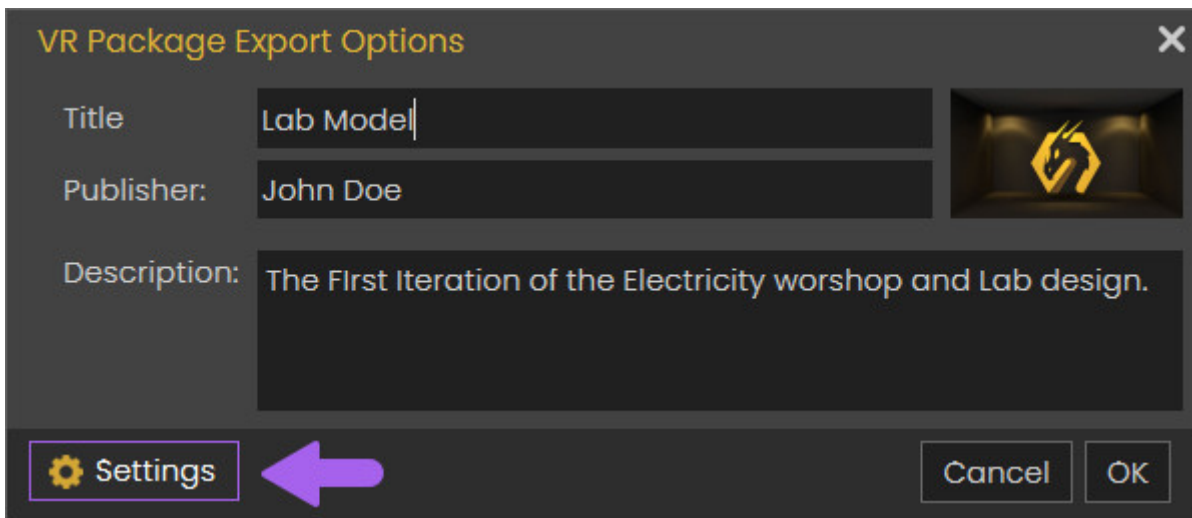 VR Package Export Options
Title
Lab Model
Publisher:
John Doe
Description:
The FIrst Iteration of the Electricity worshop and Lab design.
Settings
Cancel
OK